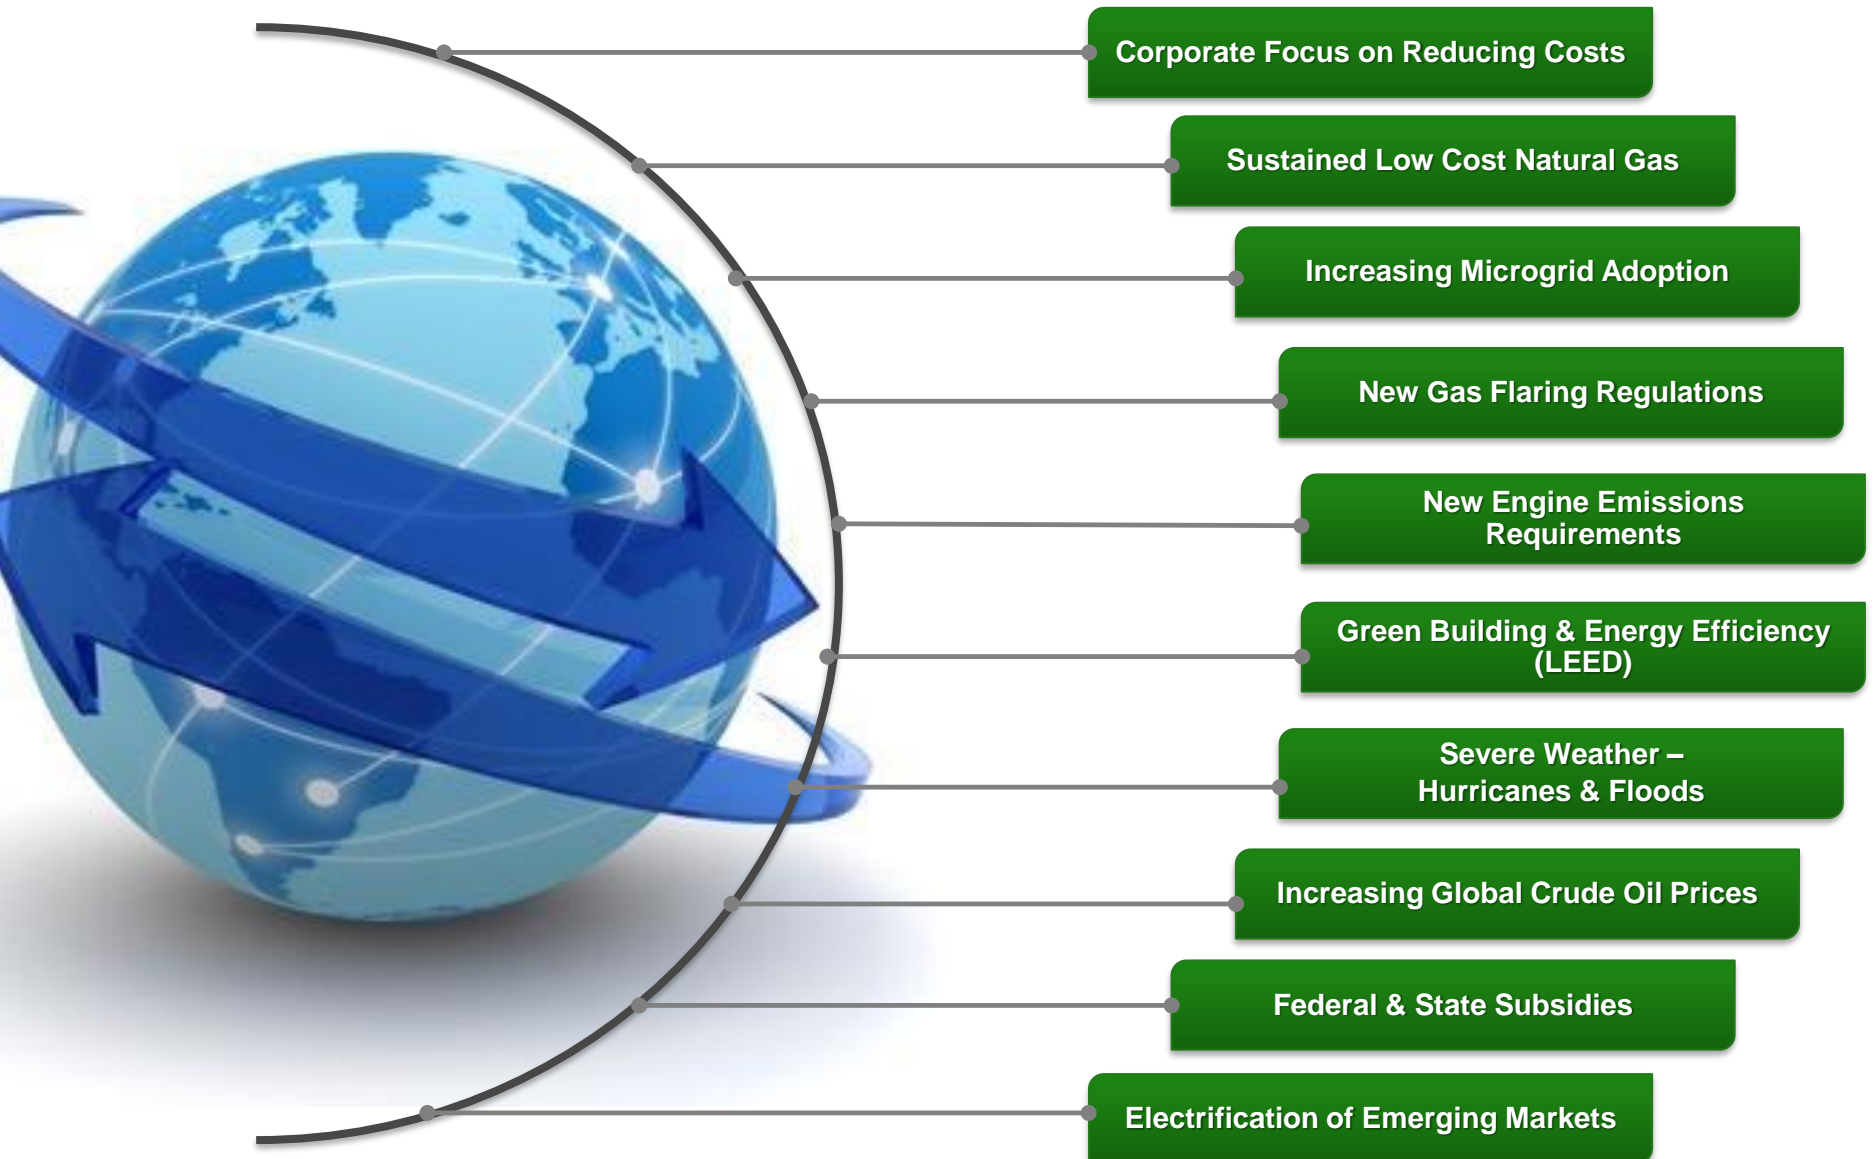 Corporate Focus on Reducing Costs
Sustained Low Cost Natural Gas
Increasing Microgrid Adoption
New Gas Flaring Regulations
New Engine Emissions
Requirements
Green Building & Energy Efficiency
(LEED)
Severe Weather –
Hurricanes & Floods
Increasing Global Crude Oil Prices
Federal & State Subsidies
Electrification of Emerging Markets